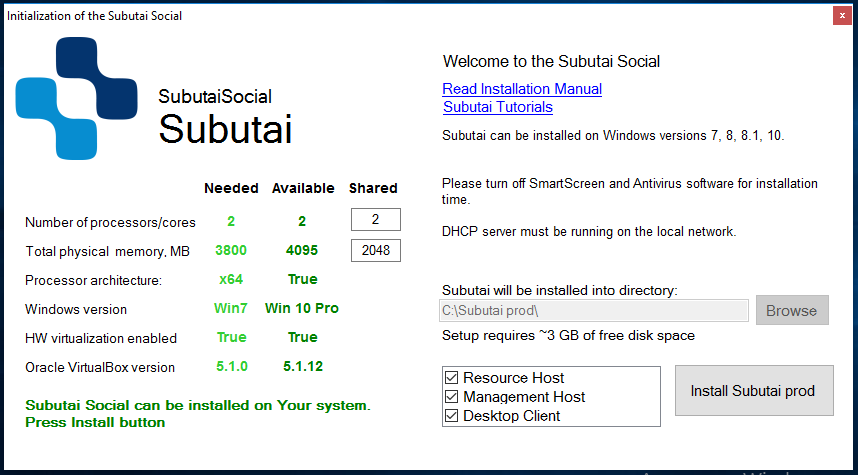 Initialization of the Subutai Social
x
SubutaiSocial
Subutai
Needed Available Shared
Number of processors/cores 2 2 2
Total physical memory, MB 3800 4095 2048
Processor architecture: x64 True
Windows version Win7 Win 10 Pro
HW virtualization enabled True True
Oracle VirtualBox version 5.1.0 5.1.12
Subutai Social can be installed on Your system.
Press Install button
Welcome to the Subutai Social
Read Installation Manual
Subutai Tutorials
Subutai can be installed on Windows versions 7, 8, 8.1, 10.
Please turn off SmartScreen and Antivirus software for installation
time.
DHCP server must be running on the local network.
Subutai will be installed into directory:
C:\Subutai prod\ Browse
Setup requires ~3 GB of free disk space
Resource Host
Management Host
Desktop Client
Install Subutai prod